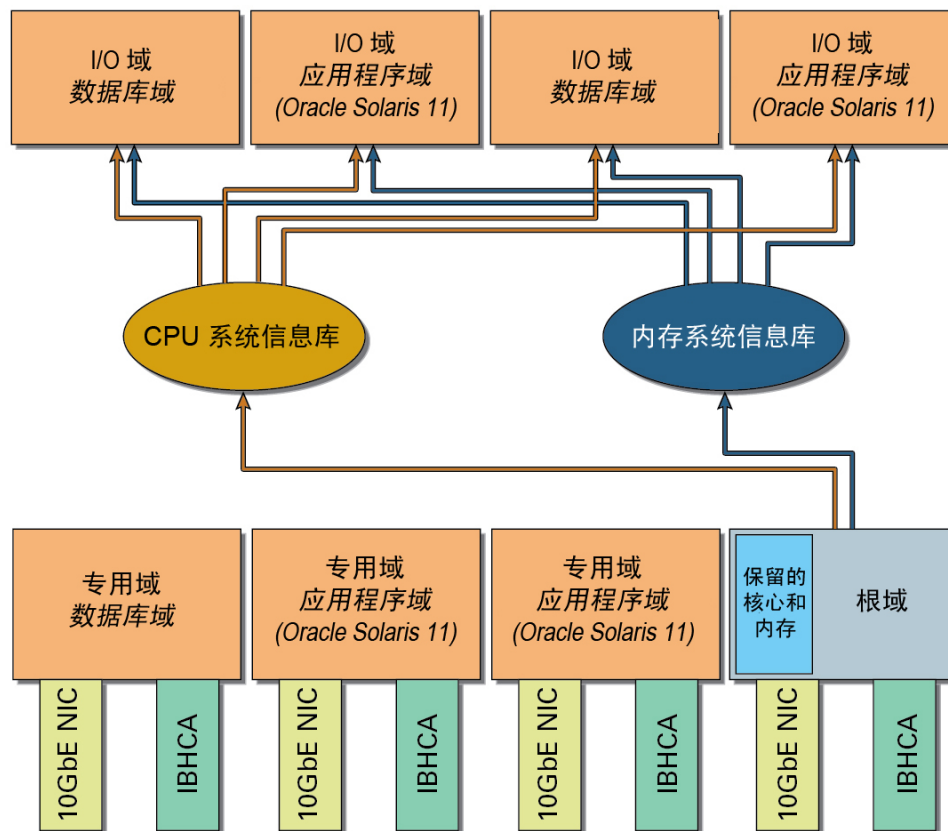 I/O 域
数据库域
I/O 域
应用程序域
(Oracle Solaris 11)
I/O 域
数据库域
I/O 域
应用程序域
(Oracle Solaris 11)
CPU 系统信息库
内存系统信息库
专用域
数据库域
专用域
应用程序域
(Oracle Solaris 11)
专用域
应用程序域
(Oracle Solaris 11)
保留的
核心和
内存
根域
10GbE NIC
IBHCA
10GbE NIC
IBHCA
10GbE NIC
IBHCA
10GbE NIC
IBHCA